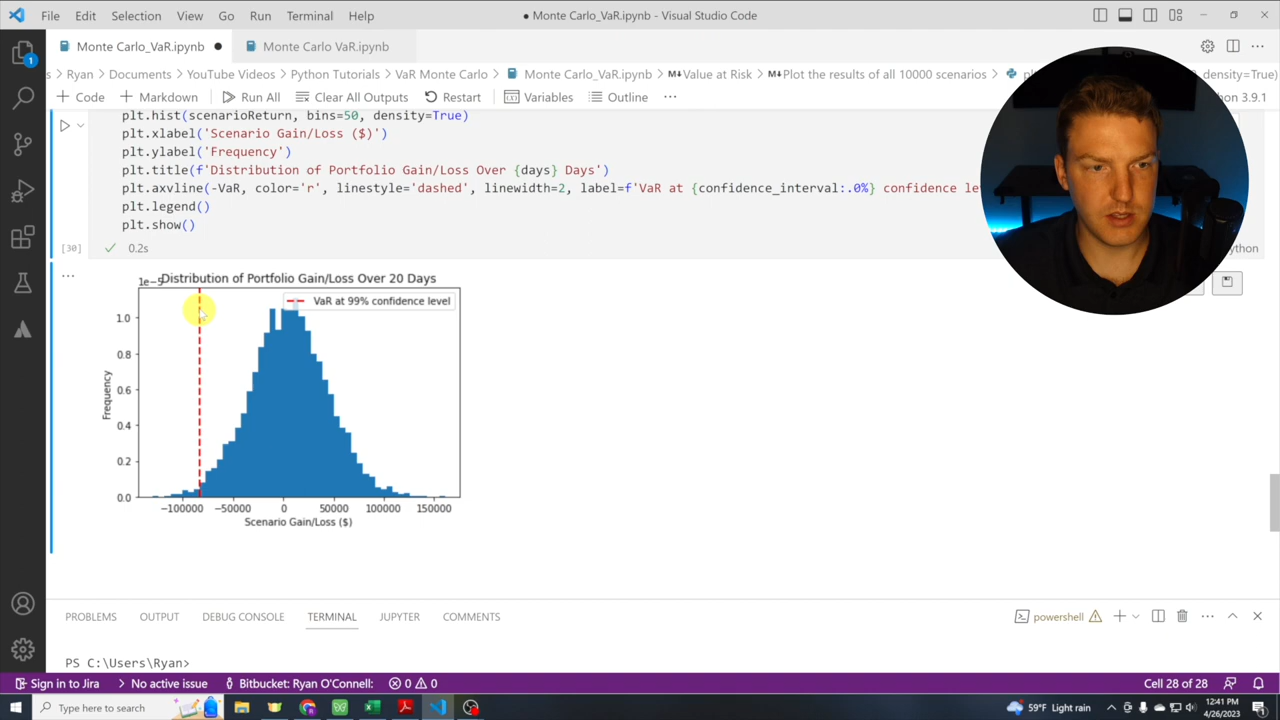 File Edit Selection View Go Run Terminal Help ● Monte Carlo_VaR.ipynb - Visual Studio Code
Monte Carlo_VaR.ipynb ● Monte Carlo VaR.ipynb
s > Ryan > Documents > YouTube Videos > Python Tutorials > VaR Monte Carlo > Monte Carlo_VaR.ipynb > M↓Value at Risk > M↓Plot the results of all 10000 scenarios > density=True)
+ Code + Markdown Run All Clear All Outputs Restart Variables Outline ... 3.9.1
plt.hist(scenarioReturn, bins=50, density=True)
plt.xlabel('Scenario Gain/Loss ($)')
plt.ylabel('Frequency')
plt.title(f'Distribution of Portfolio Gain/Loss Over {days} Days')
plt.axvline(-VaR, color='r', linestyle='dashed', linewidth=2, label=f'VaR at {confidence_interval:.0%} confidence
plt.legend()
plt.show()
[30] ✓ 0.2s
1e-5
Distribution of Portfolio Gain/Loss Over 20 Days
VaR at 99% confidence level
1.0
0.8
0.6
0.4
0.2
0.0
Frequency
−100000 −50000 0 50000 100000 150000
Scenario Gain/Loss ($)
PROBLEMS OUTPUT DEBUG CONSOLE TERMINAL JUPYTER COMMENTS
powershell
PS C:\Users\Ryan>
Sign in to Jira > No active issue Bitbucket: Ryan O'Connell: 0 0 Cell 28 of 28
Type here to search
59°F Light rain
12:41 PM
4/26/2023
1